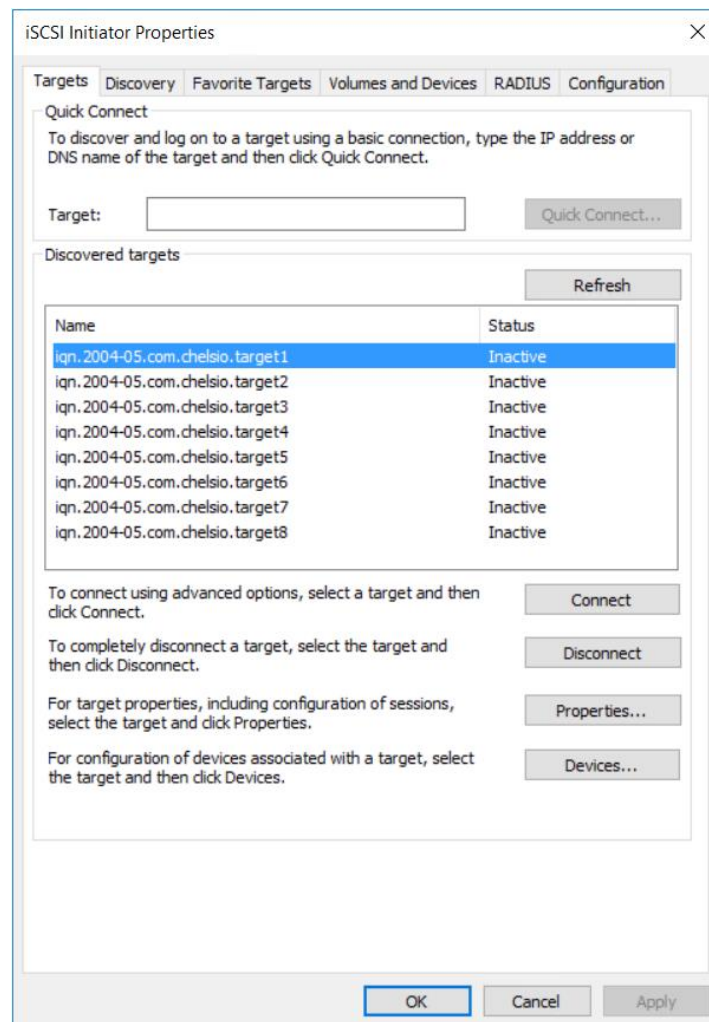 iSCSI Initiator Properties
Targets Discovery Favorite Targets Volumes and Devices RADIUS Configuration
Quick Connect
To discover and log on to a target using a basic connection, type the IP address or
DNS name of the target and then click Quick Connect.
Target:
Quick Connect...
Discovered targets
Refresh
Name Status
iqn.2004-05.com.chelsio.target1 Inactive
iqn.2004-05.com.chelsio.target2 Inactive
iqn.2004-05.com.chelsio.target3 Inactive
iqn.2004-05.com.chelsio.target4 Inactive
iqn.2004-05.com.chelsio.target5 Inactive
iqn.2004-05.com.chelsio.target6 Inactive
iqn.2004-05.com.chelsio.target7 Inactive
iqn.2004-05.com.chelsio.target8 Inactive
To connect using advanced options, select a target and then
click Connect.
Connect
To completely disconnect a target, select the target and
then click Disconnect.
Disconnect
For target properties, including configuration of sessions,
select the target and click Properties.
Properties...
For configuration of devices associated with a target, select
the target and then click Devices.
Devices...
OK Cancel Apply